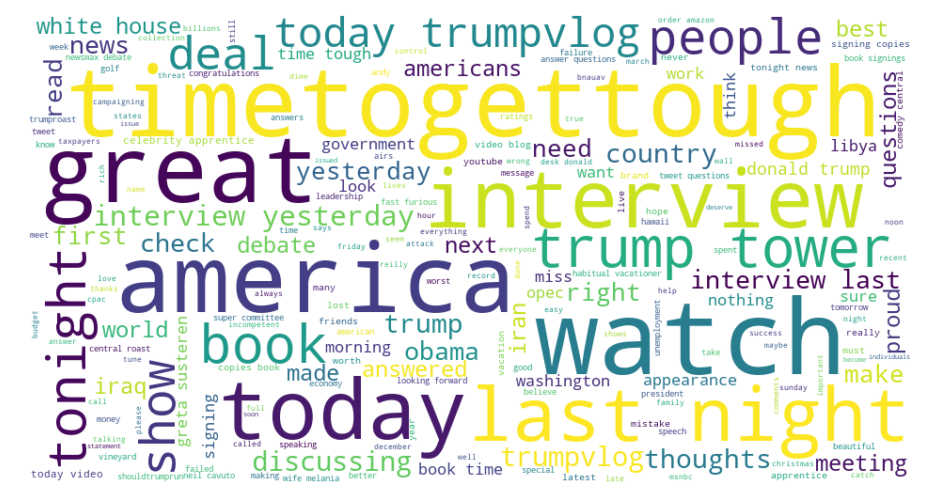 white house
news
deal
today trumpvlog
people
best
order amazon
signing copies
book signings
tonight news
comedy central
collection
billions
still
week
newsmax debate
golf
threat
congratulations
time tough
dime
andy
control
americans
failure
answer questions
march
never
work
think
read
timetogettough
campaigning
states
issue
trumproast
tweet
know
taxpayers
celebrity apprentice
answers
ratings
true
bnauav
missed
libya
questions
government
video blog
need
country
youtube
wrong
desk donald
wall
message
want
brand
tweet questions
donald trump
great
rich
name
issued
airs
yesterday
look
lives
leadership
fast furious
interview
live
hope
hawaii
deserve
noon
meet
first
interview yesterday
hour
time
says
everything
spend
check
debate
friday
seem
attack
next
everyone
trump tower
spent
recent
tonight
love
thanks
cpac
america
always
many
worst
reilly
record
miss
habitual vacationer
done
interview last
help
nothing
tomorrow
opec
right
sure
proud
world
super committee
incompetent
lost
friends
american
trump
iran
easy
watch
unemployment
night
success
maybe
really
budget
answer
central roast
tune
greta susteren
book
copies book
morning
worth
obama
vacation
shows
take
must
become
individuals
iraq
show
made
economy
answered
looking forward
good
believe
washington
appearance
president
family
sunday
important
make
call
money
please
signing
today
full
soon
year
mistake
speech
last night
comments
talking
statement
vineyard
called
speaking
december
trumpvlog
thoughts
beautiful
meeting
today video
failed
shouldtrumprun
neil cavuto
discussing
making
wife melania
better
book time
well
special
latest
late
msnbc
christmas
apprentice
catch